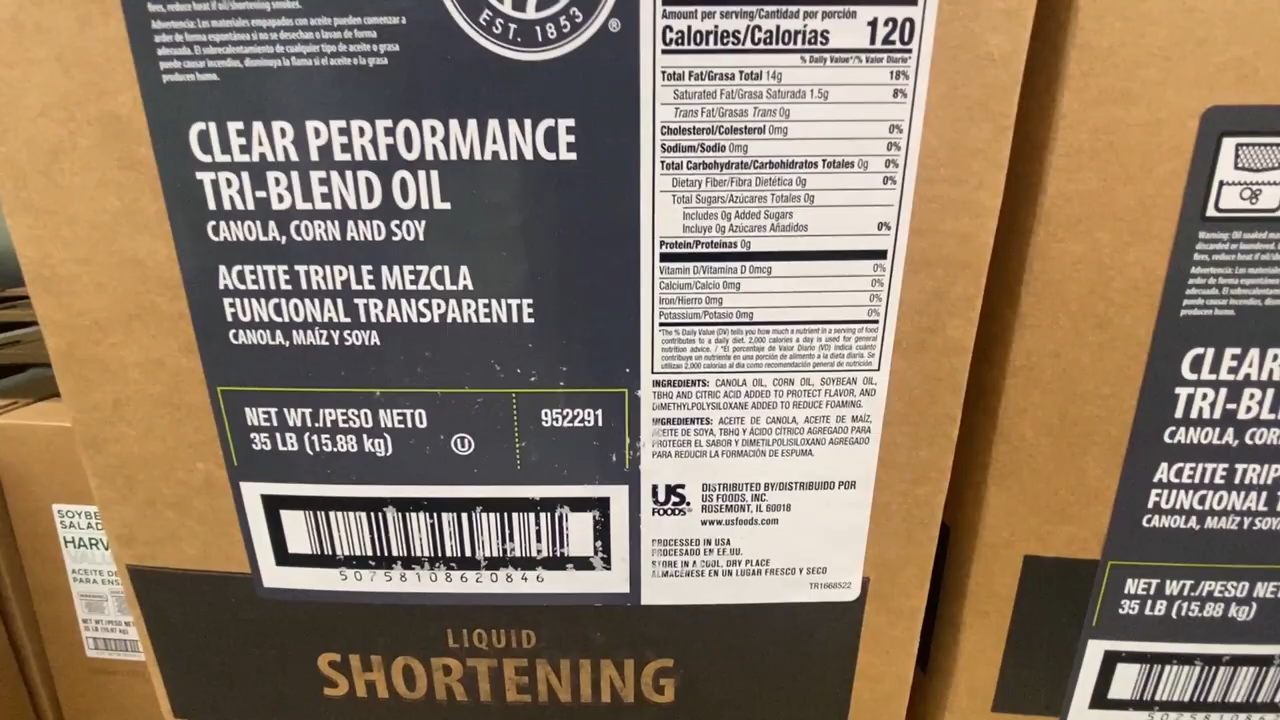 fires, reduce heat if oil/shortening smokes.
Advertencia: Los materiales empapados con aceite pueden comenzar a
arder de forma espontánea si no se desechan o lavan de forma
adecuada. El sobrecalentamiento de cualquier tipo de aceite o grasa
puede causar incendios, disminuya la flama si el aceite o la grasa
producen humo.
EST. 1853
®
CLEAR PERFORMANCE
TRI-BLEND OIL
CANOLA, CORN AND SOY
ACEITE TRIPLE MEZCLA
FUNCIONAL TRANSPARENTE
CANOLA, MAÍZ Y SOYA
NET WT./PESO NETO
35 LB (15.88 kg)
U
952291
50758108620846
LIQUID
SHORTENING
Amount per serving/Cantidad por porción
Calories/Calorías 120
% Daily Value*/% Valor Diario*
Total Fat/Grasa Total 14g 18%
Saturated Fat/Grasa Saturada 1.5g 8%
Trans Fat/Grasas Trans 0g
Cholesterol/Colesterol 0mg 0%
Sodium/Sodio 0mg 0%
Total Carbohydrate/Carbohidratos Totales 0g 0%
Dietary Fiber/Fibra Dietética 0g 0%
Total Sugars/Azúcares Totales 0g
Includes 0g Added Sugars
Incluye 0g Azúcares Añadidos 0%
Protein/Proteínas 0g
Vitamin D/Vitamina D 0mcg 0%
Calcium/Calcio 0mg 0%
Iron/Hierro 0mg 0%
Potassium/Potasio 0mg 0%
*The % Daily Value (DV) tells you how much a nutrient in a serving of food
contributes to a daily diet. 2,000 calories a day is used for general
nutrition advice. / *El porcentaje de Valor Diario (VD) indica cuánto
contribuye un nutriente en una porción de alimento a la dieta diaria. Se
utilizan 2,000 calorías al día como recomendación general de nutrición.
INGREDIENTS: CANOLA OIL, CORN OIL, SOYBEAN OIL,
TBHQ AND CITRIC ACID ADDED TO PROTECT FLAVOR, AND
DIMETHYLPOLYSILOXANE ADDED TO REDUCE FOAMING.
INGREDIENTES: ACEITE DE CANOLA, ACEITE DE MAÍZ,
ACEITE DE SOYA, TBHQ Y ÁCIDO CÍTRICO AGREGADO PARA
PROTEGER EL SABOR Y DIMETILPOLISILOXANO AGREGADO
PARA REDUCIR LA FORMACIÓN DE ESPUMA.
US.
FOODS®
DISTRIBUTED BY/DISTRIBUIDO POR
US FOODS, INC.
ROSEMONT, IL 60018
www.usfoods.com
PROCESSED IN USA
PROCESADO EN EE.UU.
STORE IN A COOL, DRY PLACE
ALMACÉNESE EN UN LUGAR FRESCO Y SECO
TR1668522
SOYBE
SALAD
HARV
VALU
ACEITE DE
PARA ENS
NET WT./PESO NET
Warning: Oil soaked ma
discarded or laundered.
fires, reduce heat if oil/sh
Advertencia: Los material
arder de forma espontánea
adecuada. El sobrecalentam
puede causar incendios, dism
producen humo.
CLEAR
TRI-BL
CANOLA, COR
ACEITE TRIP
FUNCIONAL
CANOLA, MAÍZ Y SOY
NET WT./PESO NE
35 LB (15.88 kg)